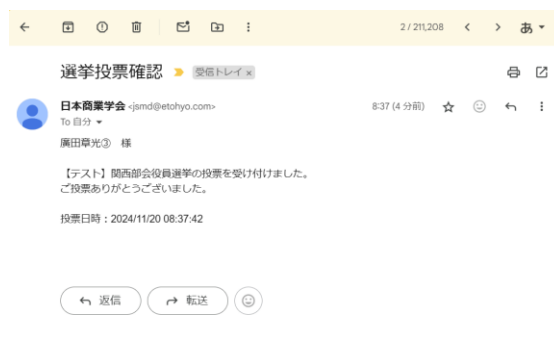 2 / 211,208
あ
選挙投票確認
受信トレイ ×
日本商業学会 <jsmd@etohyo.com>
8:37 (4 分前)
To 自分
廣田章光③ 様
【テスト】関西部会役員選挙の投票を受け付けました。
ご投票ありがとうございました。
投票日時：2024/11/20 08:37:42
返信
転送